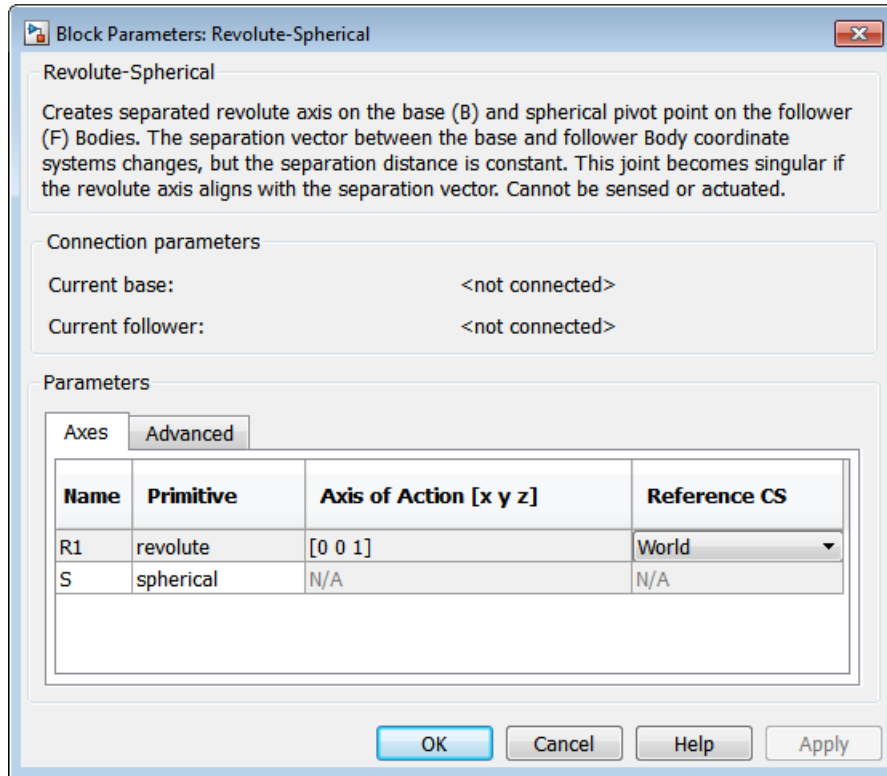 Block Parameters: Revolute-Spherical
Revolute-Spherical
Creates separated revolute axis on the base (B) and spherical pivot point on the follower
(F) Bodies. The separation vector between the base and follower Body coordinate
systems changes, but the separation distance is constant. This joint becomes singular if
the revolute axis aligns with the separation vector. Cannot be sensed or actuated.
Connection parameters
Current base: <not connected>
Current follower: <not connected>
Parameters
Axes Advanced
Name Primitive Axis of Action [x y z] Reference CS
R1 revolute [0 0 1] World
S spherical N/A N/A
OK Cancel Help Apply